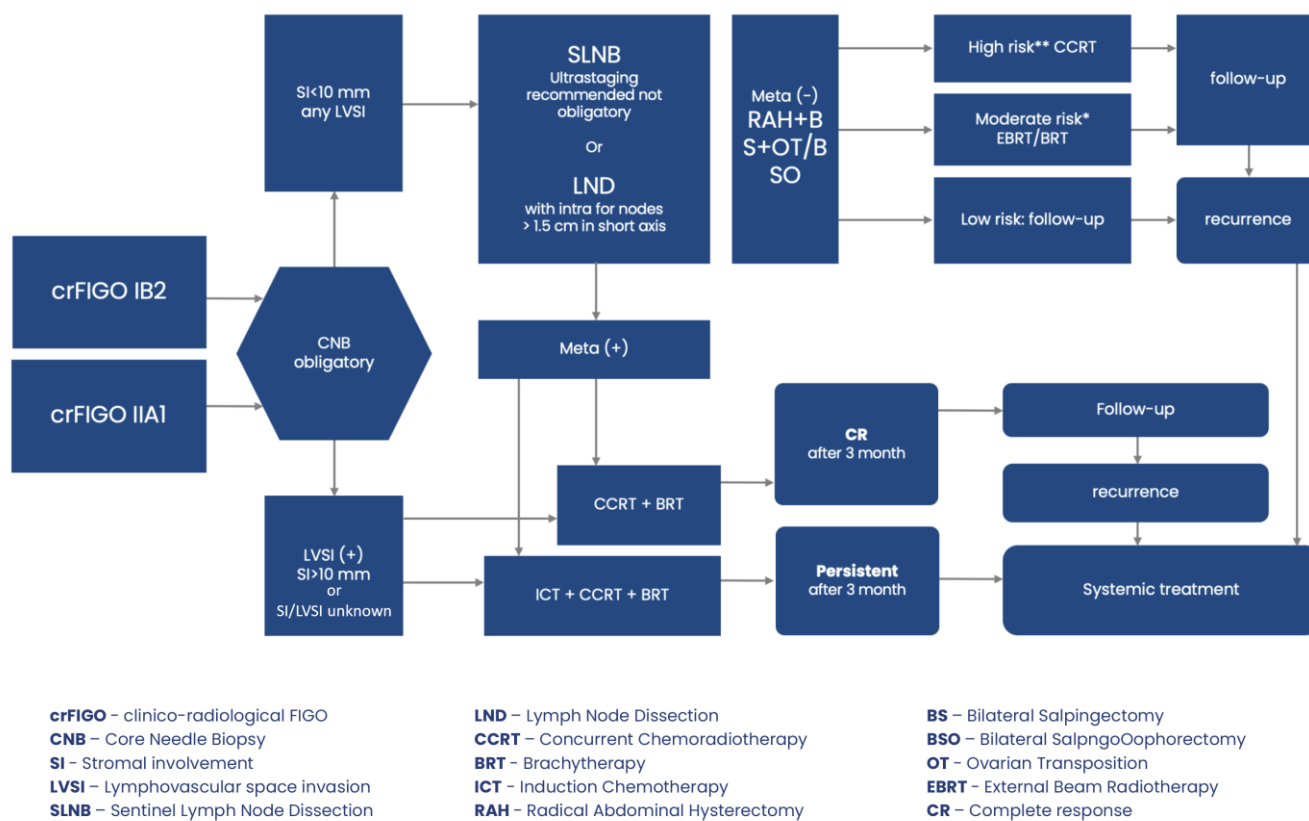 SI<10 mm
any LVSI
SLNB
Ultrastaging
recommended not
obligatory
Or
LND
with intra for nodes
> 1.5 cm in short axis
Meta (-)
RAH+B
S+OT/B
SO
High risk** CCRT
Moderate risk*
EBRT/BRT
Low risk: follow-up
follow-up
recurrence
crFIGO IB2
crFIGO IIA1
CNB
obligatory
Meta (+)
LVSI (+)
SI>10 mm
or
SI/LVSI unknown
CCRT + BRT
ICT + CCRT + BRT
CR
after 3 month
Persistent
after 3 month
Follow-up
recurrence
Systemic treatment
crFIGO - clinico-radiological FIGO
CNB – Core Needle Biopsy
SI - Stromal involvement
LVSI – Lymphovascular space invasion
SLNB – Sentinel Lymph Node Dissection
LND – Lymph Node Dissection
CCRT – Concurrent Chemoradiotherapy
BRT – Brachytherapy
ICT - Induction Chemotherapy
RAH – Radical Abdominal Hysterectomy
BS – Bilateral Salpingectomy
BSO – Bilateral SalpngoOophorectomy
OT – Ovarian Transposition
EBRT – External Beam Radiotherapy
CR – Complete response